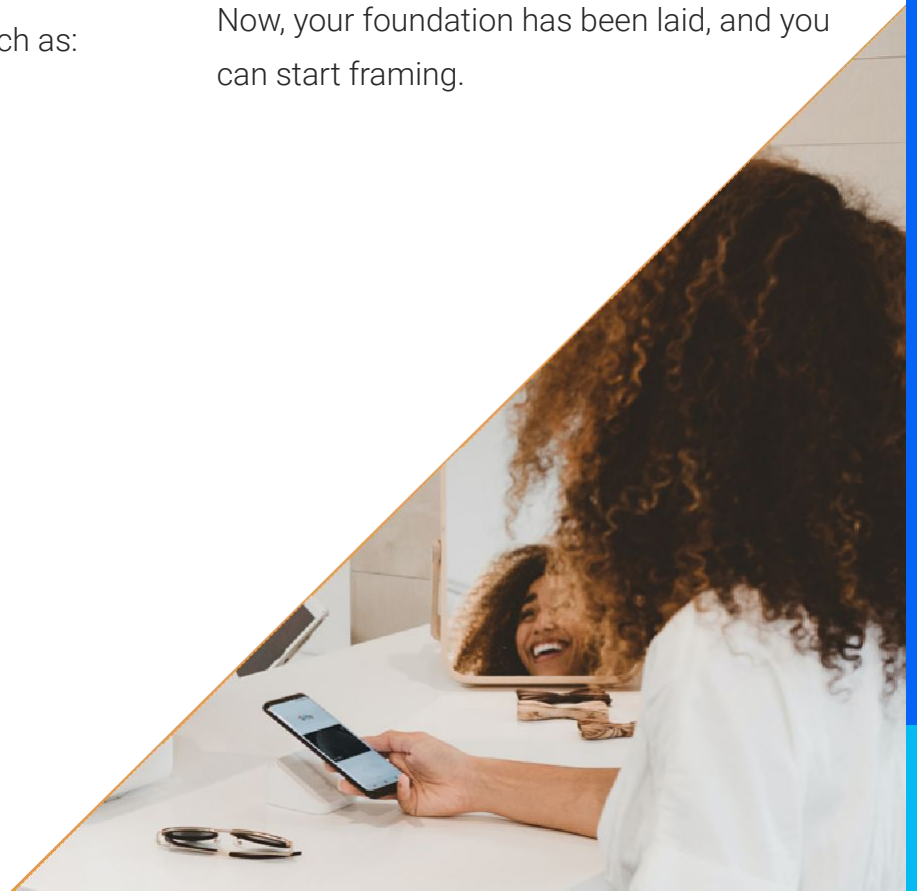 ch as:
Now, your foundation has been laid, and you
can start framing.